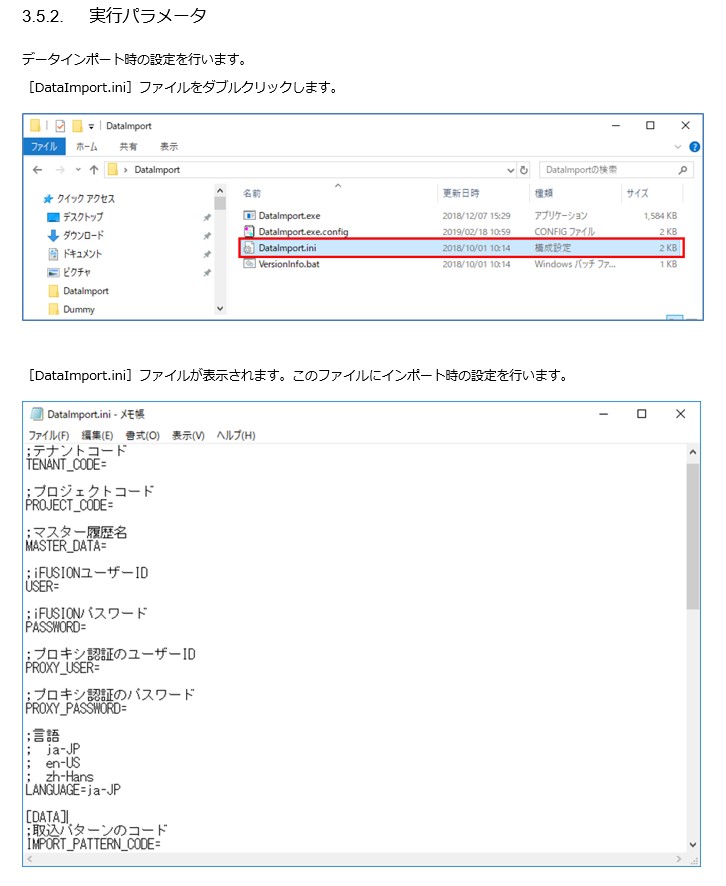 3.5.2. 実行パラメータ
データインポート時の設定を行います。
［DataImport.ini］ファイルをダブルクリックします。
DataImport
ファイル ホーム 共有 表示
DataImport DataImportの検索
名前 更新日時 種類 サイズ
クイック アクセス
デスクトップ
ダウンロード
ドキュメント
ピクチャ
DataImport
Dummy
DataImport.exe 2018/12/07 15:29 アプリケーション 1,584 KB
DataImport.exe.config 2019/02/18 10:59 CONFIG ファイル 2 KB
DataImport.ini 2018/10/01 10:14 構成設定 2 KB
VersionInfo.bat 2018/10/01 10:14 Windows バッチ ファ... 1 KB
［DataImport.ini］ファイルが表示されます。このファイルにインポート時の設定を行います。
DataImport.ini - メモ帳
ファイル(F) 編集(E) 書式(O) 表示(V) ヘルプ(H)
;テナントコード
TENANT_CODE=
;プロジェクトコード
PROJECT_CODE=
;マスター履歴名
MASTER_DATA=
;iFUSIONユーザーID
USER=
;iFUSIONパスワード
PASSWORD=
;プロキシ認証のユーザーID
PROXY_USER=
;プロキシ認証のパスワード
PROXY_PASSWORD=
;言語
; ja-JP
; en-US
; zh-Hans
LANGUAGE=ja-JP
[DATA]
;取込パターンのコード
IMPORT_PATTERN_CODE=